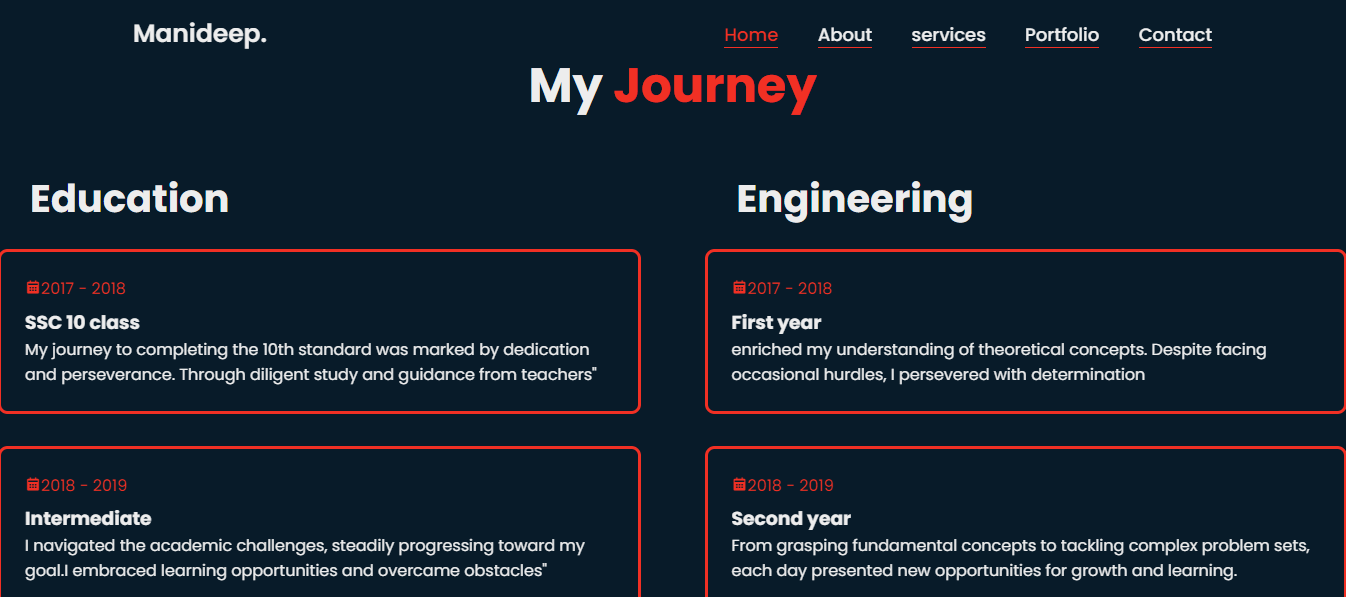 Manideep.
Home About services Portfolio Contact
My Journey
Education
2017 - 2018
SSC 10 class
My journey to completing the 10th standard was marked by dedication
and perseverance. Through diligent study and guidance from teachers"
2018 - 2019
Intermediate
I navigated the academic challenges, steadily progressing toward my
goal.I embraced learning opportunities and overcame obstacles"
Engineering
2017 - 2018
First year
enriched my understanding of theoretical concepts. Despite facing
occasional hurdles, I persevered with determination
2018 - 2019
Second year
From grasping fundamental concepts to tackling complex problem sets,
each day presented new opportunities for growth and learning.